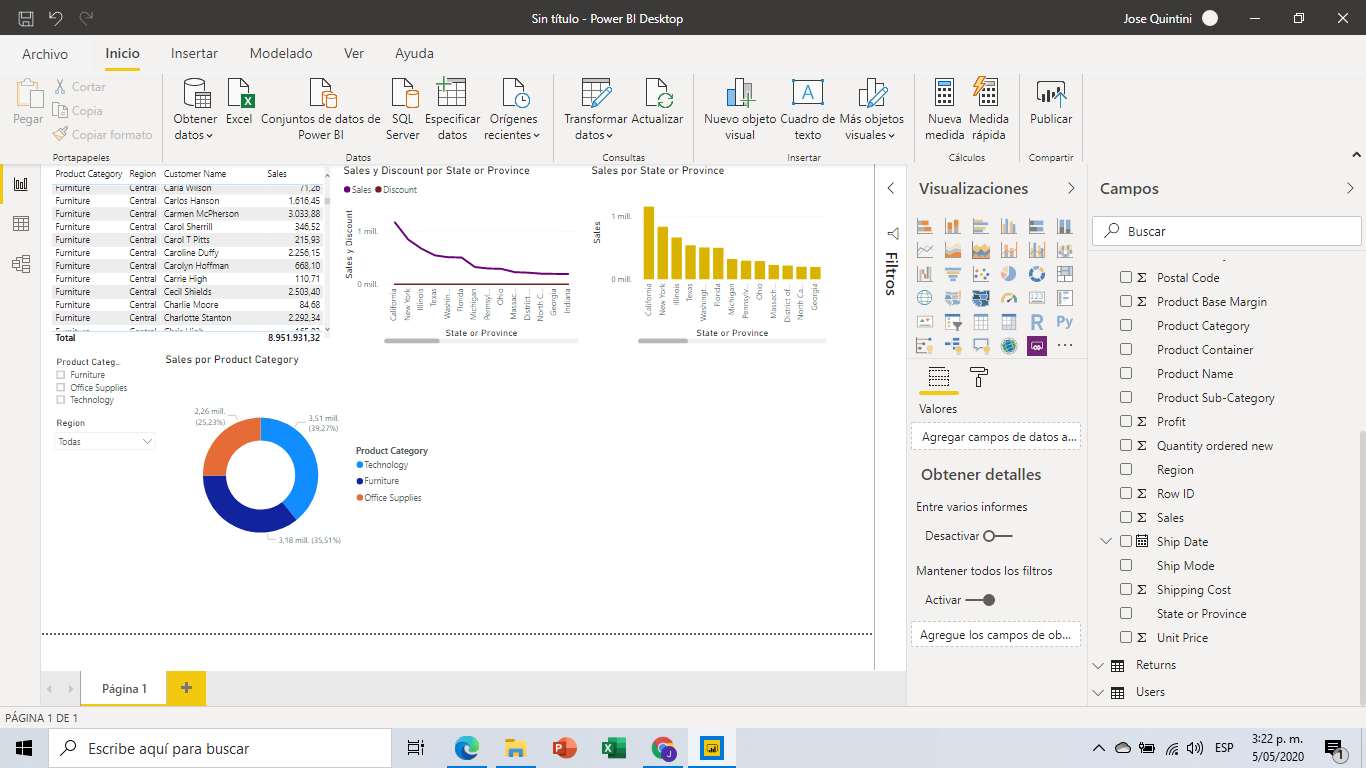 Sin título - Power BI Desktop
Jose Quintini
Archivo Inicio Insertar Modelado Ver Ayuda
Pegar
Cortar
Copia
Copiar formato
Portapapeles
Obtener datos
Excel
Conjuntos de datos de Power BI
SQL Server
Especificar datos
Orígenes recientes
Datos
Transformar datos
Actualizar
Consultas
Nuevo objeto visual
Cuadro de texto
A
Más objetos visuales
Insertar
Nueva medida
Medida rápida
Cálculos
Publicar
Compartir
Product Category Region Customer Name Sales
Furniture Central Carla Wilson 71,26
Furniture Central Carlos Hanson 1.616,45
Furniture Central Carmen McPherson 3.033,88
Furniture Central Carol Sherrill 346,52
Furniture Central Carol T Pitts 215,93
Furniture Central Caroline Duffy 2.256,15
Furniture Central Carolyn Hoffman 668,10
Furniture Central Carrie High 110,71
Furniture Central Cecil Shields 2.503,40
Furniture Central Charlie Moore 84,68
Furniture Central Charlotte Stanton 2.292,34
Total 8.951.931,32
Sales y Discount por State or Province
Sales Discount
Sales y Discount
1 mill.
0 mill.
California
New York
Illinois
Texas
Washin...
Florida
Michigan
Pennsyl...
Ohio
Massac...
District ...
North C...
Georgia
Indiana
State or Province
Sales por State or Province
Sales
1 mill.
0 mill.
California
New York
Illinois
Texas
Washingt...
Florida
Michigan
Pennsylv...
Ohio
Massach...
District of...
North Ca...
Georgia
State or Province
Product Categ...
Furniture
Office Supplies
Technology
Region
Todas
Sales por Product Category
2,26 mill.
(25,23%)
3,51 mill.
(39,27%)
3,18 mill. (35,51%)
Product Category
Technology
Furniture
Office Supplies
Filtros
Visualizaciones
R Py
123
Valores
Agregar campos de datos a...
Obtener detalles
Entre varios informes
Desactivar
Mantener todos los filtros
Activar
Agregue los campos de ob...
Campos
Buscar
Σ Postal Code
Σ Product Base Margin
Product Category
Product Container
Product Name
Product Sub-Category
Σ Profit
Σ Quantity ordered new
Region
Σ Row ID
Σ Sales
Ship Date
Ship Mode
Σ Shipping Cost
State or Province
Σ Unit Price
Returns
Users
Página 1
PÁGINA 1 DE 1
Escribe aquí para buscar
J
ESP
3:22 p. m.
5/05/2020
1